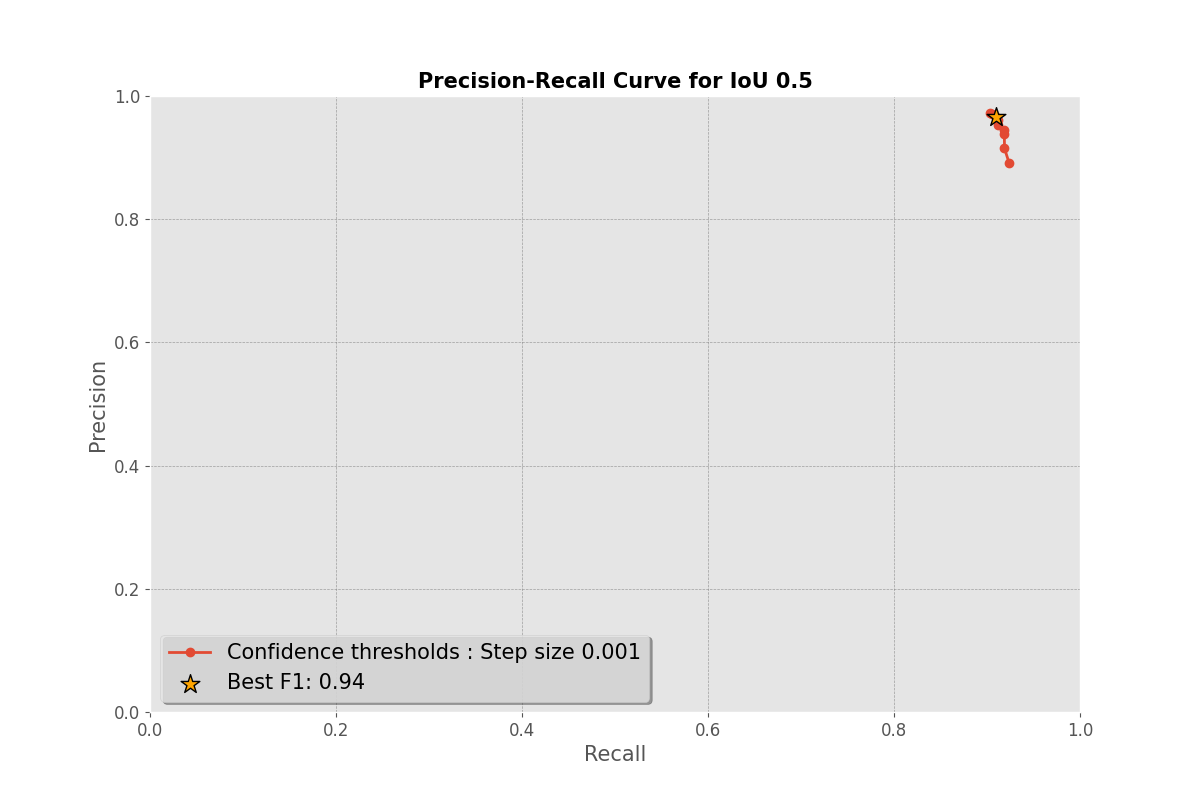 Precision-Recall Curve for IoU 0.5
1.0
0.8
0.6
0.4
0.2
0.0
Precision
Confidence thresholds : Step size 0.001
Best F1: 0.94
0.0 0.2 0.4 0.6 0.8 1.0
Recall